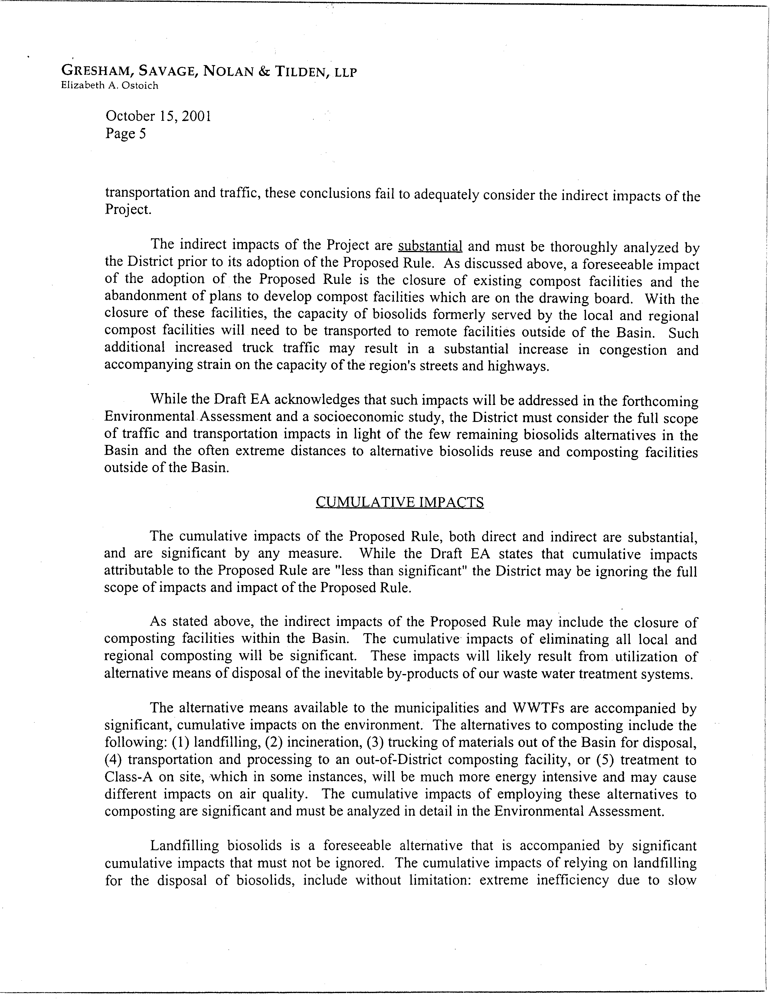 GRESHAM, SAVAGE, NOLAN & TILDEN, LLP
Elizabeth A. Ostoich
October 15, 2001
Page 5
transportation and traffic, these conclusions fail to adequately consider the indirect impacts of the
Project.
The indirect impacts of the Project are substantial and must be thoroughly analyzed by
the District prior to its adoption of the Proposed Rule. As discussed above, a foreseeable impact
of the adoption of the Proposed Rule is the closure of existing compost facilities and the
abandonment of plans to develop compost facilities which are on the drawing board. With the
closure of these facilities, the capacity of biosolids formerly served by the local and regional
compost facilities will need to be transported to remote facilities outside of the Basin. Such
additional increased truck traffic may result in a substantial increase in congestion and
accompanying strain on the capacity of the region's streets and highways.
While the Draft EA acknowledges that such impacts will be addressed in the forthcoming
Environmental Assessment and a socioeconomic study, the District must consider the full scope
of traffic and transportation impacts in light of the few remaining biosolids alternatives in the
Basin and the often extreme distances to alternative biosolids reuse and composting facilities
outside of the Basin.
CUMULATIVE IMPACTS
The cumulative impacts of the Proposed Rule, both direct and indirect are substantial,
and are significant by any measure. While the Draft EA states that cumulative impacts
attributable to the Proposed Rule are "less than significant" the District may be ignoring the full
scope of impacts and impact of the Proposed Rule.
As stated above, the indirect impacts of the Proposed Rule may include the closure of
composting facilities within the Basin. The cumulative impacts of eliminating all local and
regional composting will be significant. These impacts will likely result from utilization of
alternative means of disposal of the inevitable by-products of our waste water treatment systems.
The alternative means available to the municipalities and WWTFs are accompanied by
significant, cumulative impacts on the environment. The alternatives to composting include the
following: (1) landfilling, (2) incineration, (3) trucking of materials out of the Basin for disposal,
(4) transportation and processing to an out-of-District composting facility, or (5) treatment to
Class-A on site, which in some instances, will be much more energy intensive and may cause
different impacts on air quality. The cumulative impacts of employing these alternatives to
composting are significant and must be analyzed in detail in the Environmental Assessment.
Landfilling biosolids is a foreseeable alternative that is accompanied by significant
cumulative impacts that must not be ignored. The cumulative impacts of relying on landfilling
for the disposal of biosolids, include without limitation: extreme inefficiency due to slow